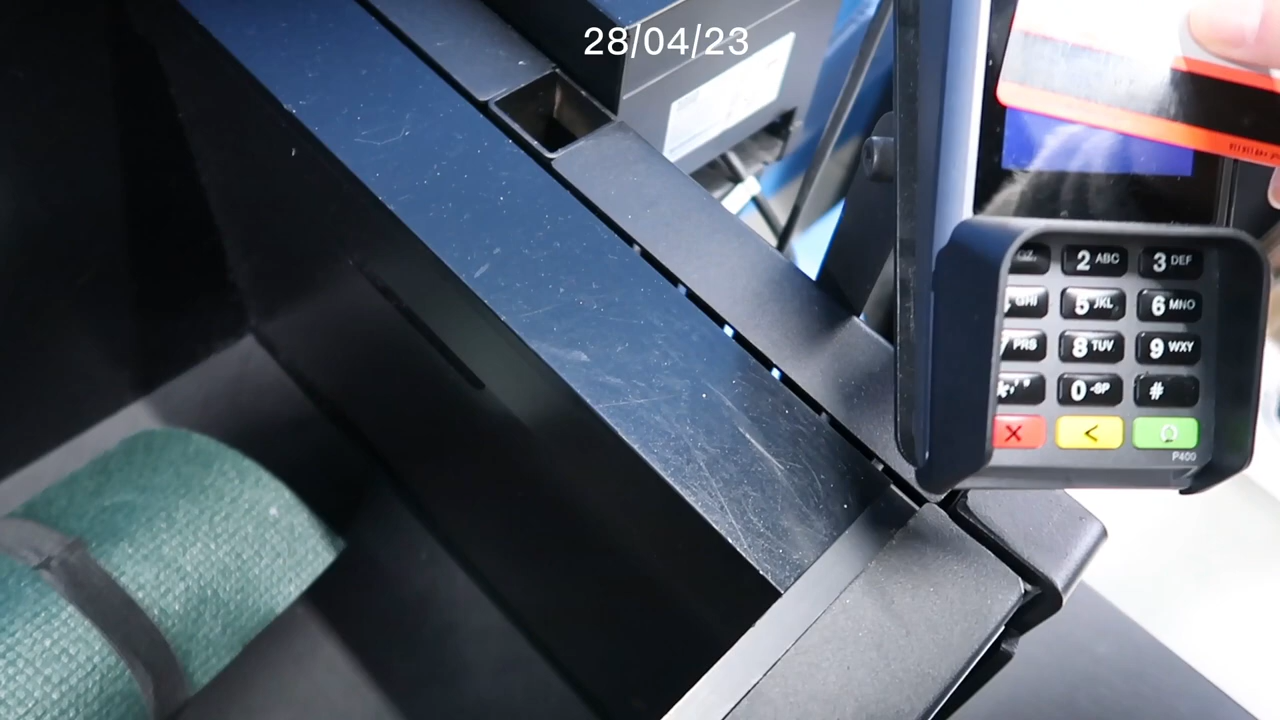 28/04/23
2 ABC 3 DEF
GHI 5 JKL 6 MNO
7 PRS 8 TUV 9 WXY
0 -SP #
X < O
P400